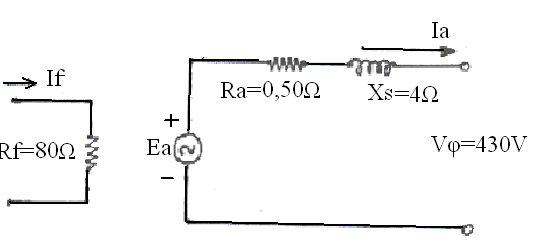 Ia
If
Ra=0,50Ω
Xs=4Ω
+
Rf=80Ω
Ea
Vφ=430V
−